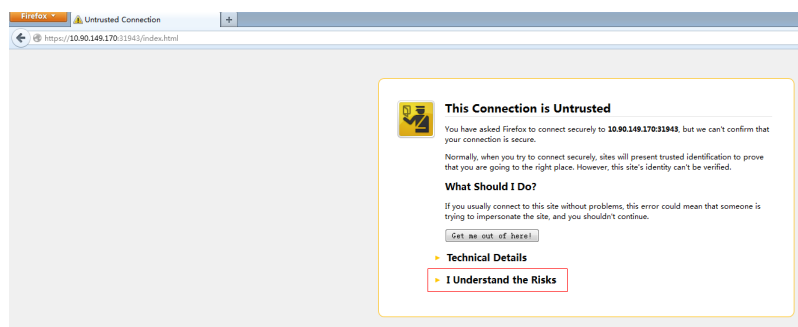 Firefox
Untrusted Connection
+
https://10.90.149.170:31943/index.html
This Connection is Untrusted
You have asked Firefox to connect securely to 10.90.149.170:31943, but we can't confirm that
your connection is secure.
Normally, when you try to connect securely, sites will present trusted identification to prove
that you are going to the right place. However, this site's identity can't be verified.
What Should I Do?
If you usually connect to this site without problems, this error could mean that someone is
trying to impersonate the site, and you shouldn't continue.
Get me out of here!
Technical Details
I Understand the Risks